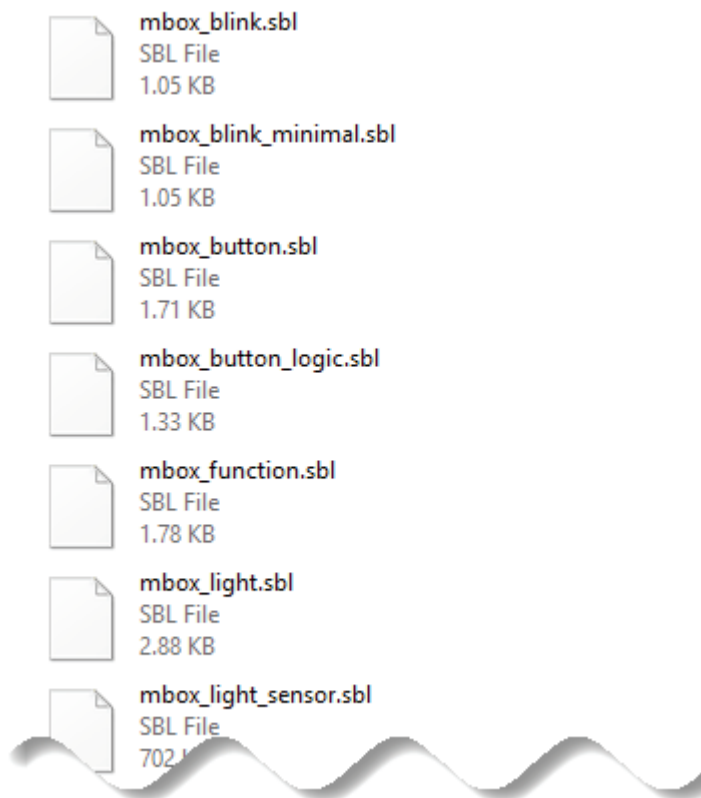 mbox_blink.sbl
SBL File
1.05 KB
mbox_blink_minimal.sbl
SBL File
1.05 KB
mbox_button.sbl
SBL File
1.71 KB
mbox_button_logic.sbl
SBL File
1.33 KB
mbox_function.sbl
SBL File
1.78 KB
mbox_light.sbl
SBL File
2.88 KB
mbox_light_sensor.sbl
SBL File
702